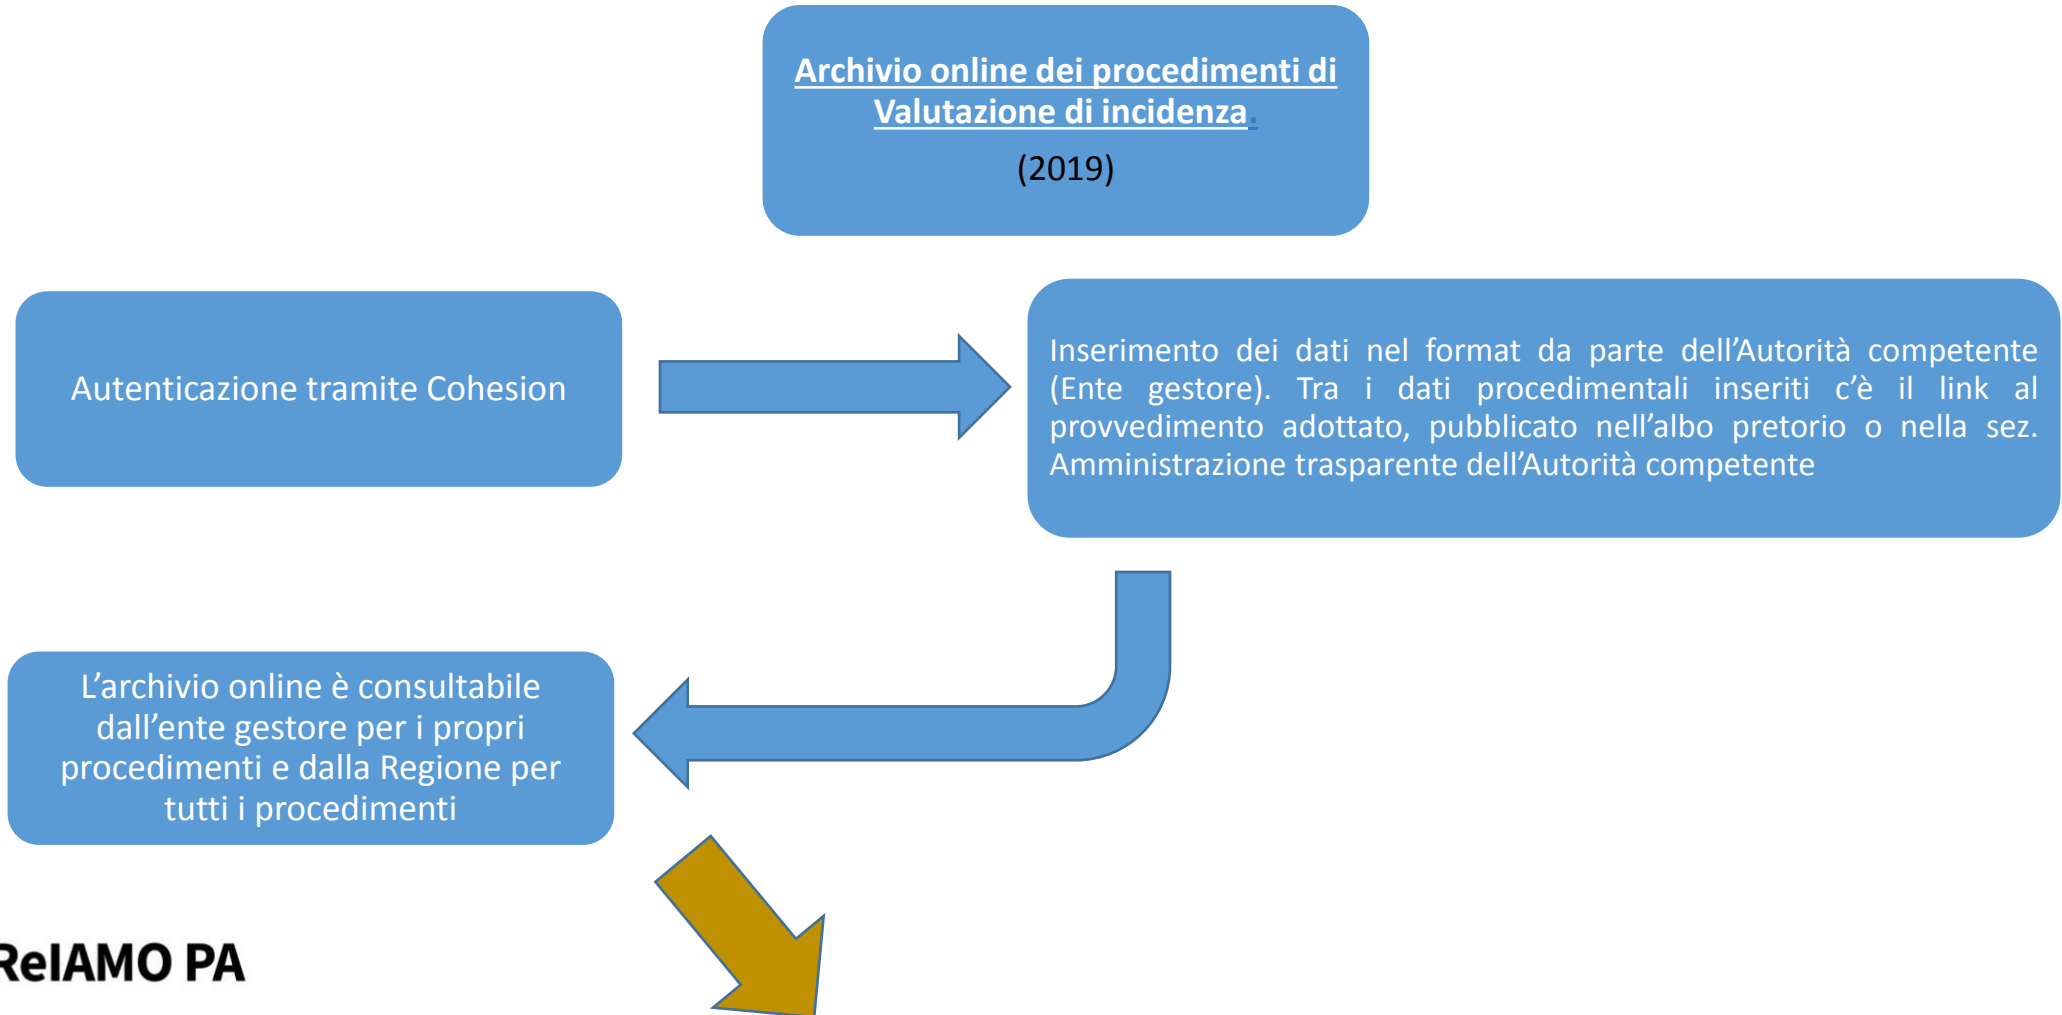 Archivio online dei procedimenti di
Valutazione di incidenza.
(2019)
Autenticazione tramite Cohesion
Inserimento dei dati nel format da parte dell’Autorità competente
(Ente gestore). Tra i dati procedimentali inseriti c’è il link al
provvedimento adottato, pubblicato nell’albo pretorio o nella sez.
Amministrazione trasparente dell’Autorità competente
L’archivio online è consultabile
dall’ente gestore per i propri
procedimenti e dalla Regione per
tutti i procedimenti
ReIAMO PA